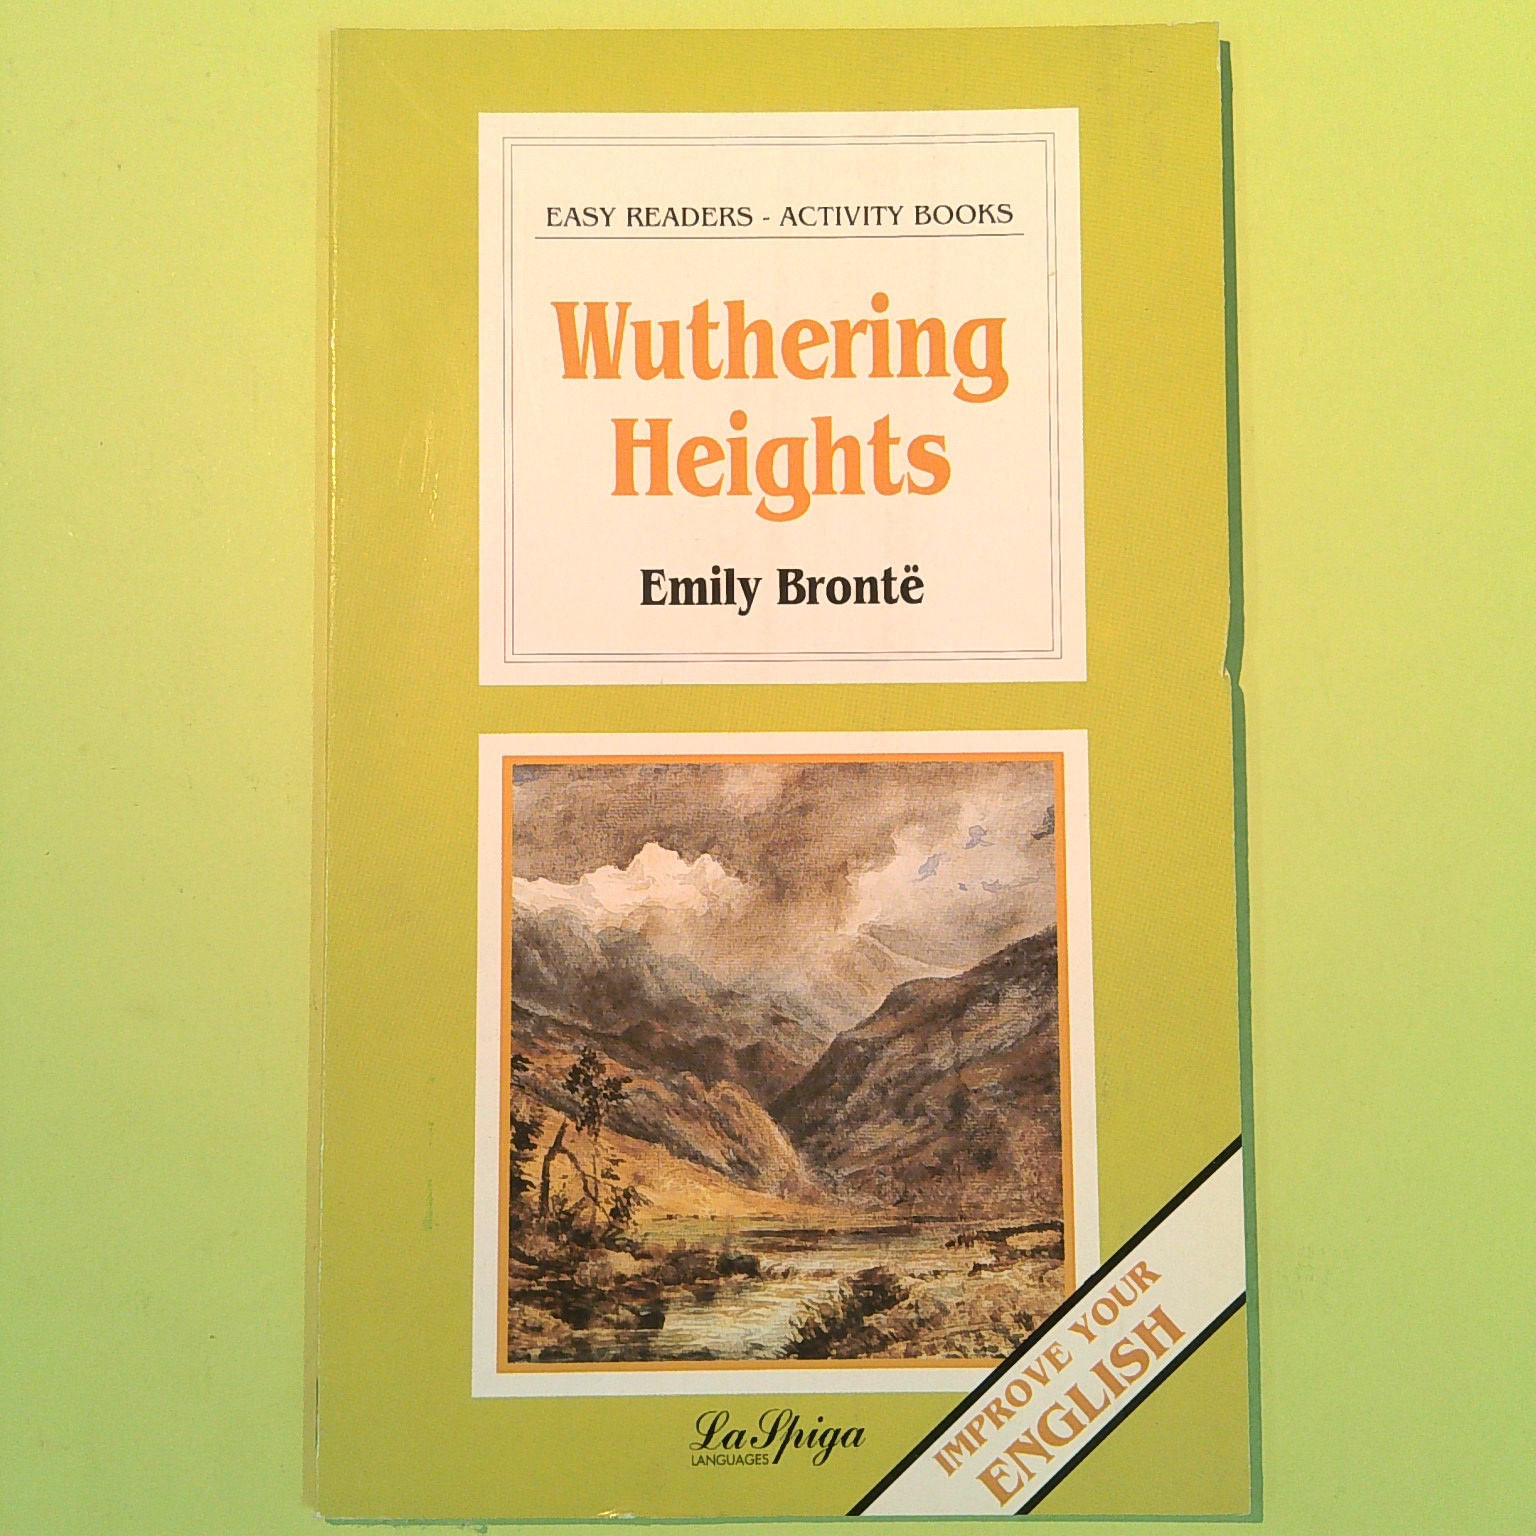 EASY READERS - ACTIVITY BOOKS
Wuthering
Heights
Emily Brontë
La Spiga
LANGUAGES
IMPROVE YOUR
ENGLISH